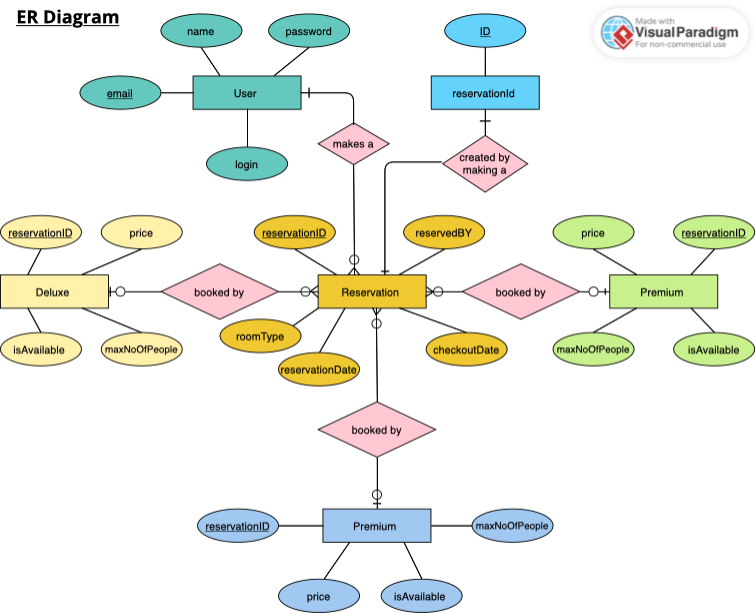 ER Diagram
Made with
VisualParadigm
For non-commercial use
name
password
ID
email
User
reservationId
makes a
created by
making a
login
reservationID
price
reservationID
reservedBY
price
reservationID
Deluxe
booked by
Reservation
booked by
Premium
roomType
isAvailable
maxNoOfPeople
reservationDate
checkoutDate
maxNoOfPeople
isAvailable
booked by
reservationID
Premium
maxNoOfPeople
price
isAvailable